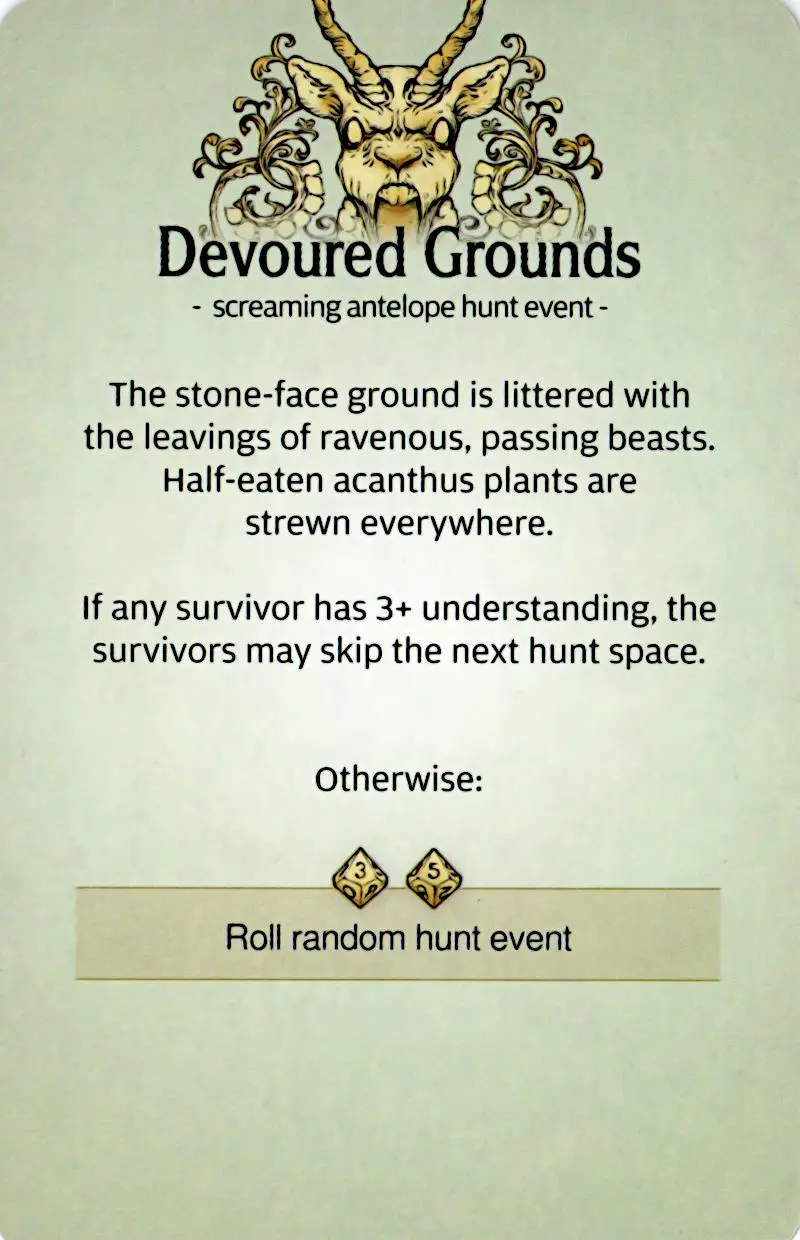 Devoured Grounds
- screaming antelope hunt event -
The stone-face ground is littered with
the leavings of ravenous, passing beasts.
Half-eaten acanthus plants are
strewn everywhere.
If any survivor has 3+ understanding, the
survivors may skip the next hunt space.
Otherwise:
3 5
Roll random hunt event